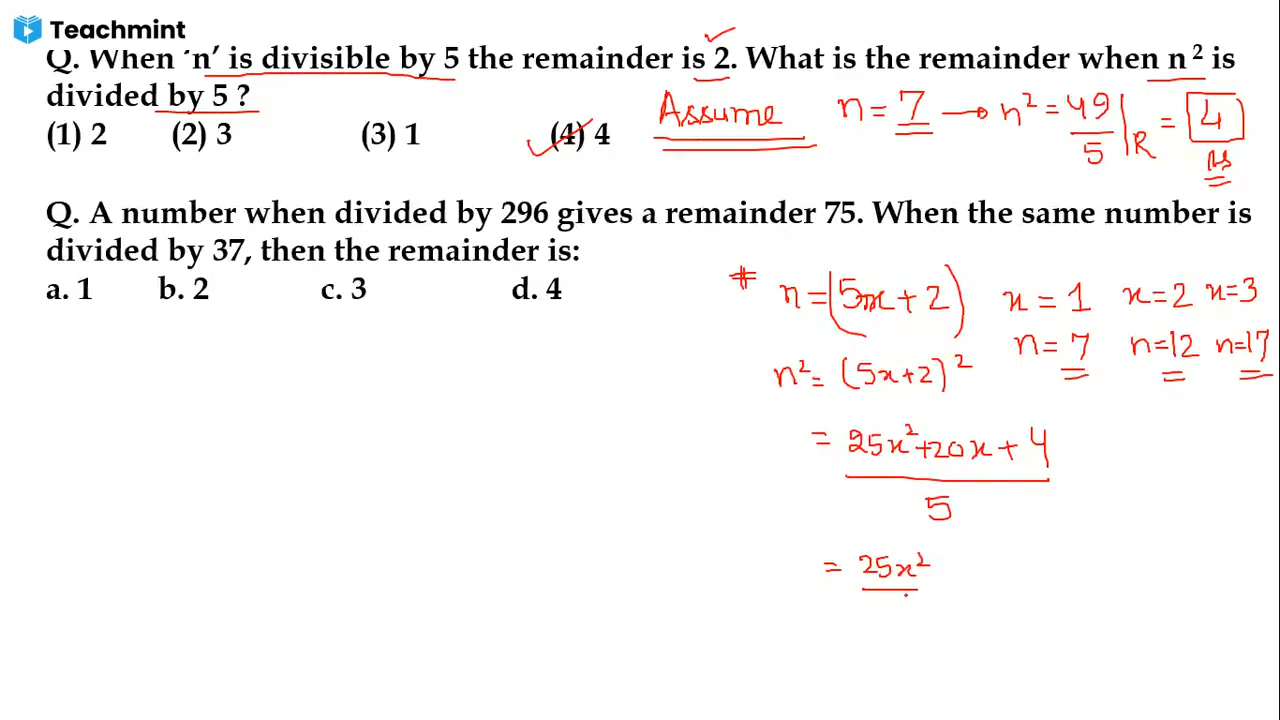 Teachmint
Q. When 'n' is divisible by 5 the remainder is 2. What is the remainder when n² is
divided by 5 ?
(1) 2 (2) 3 (3) 1 (4) 4
Assume n = 7 → n² = 49/5 |R = 4
Ans
Q. A number when divided by 296 gives a remainder 75. When the same number is
divided by 37, then the remainder is:
a. 1 b. 2 c. 3 d. 4
* n = (5x + 2) x = 1 x = 2 x = 3
n = 7 n = 12 n = 17
n² = (5x+2)²
= 25x² + 20x + 4
5
= 25x²